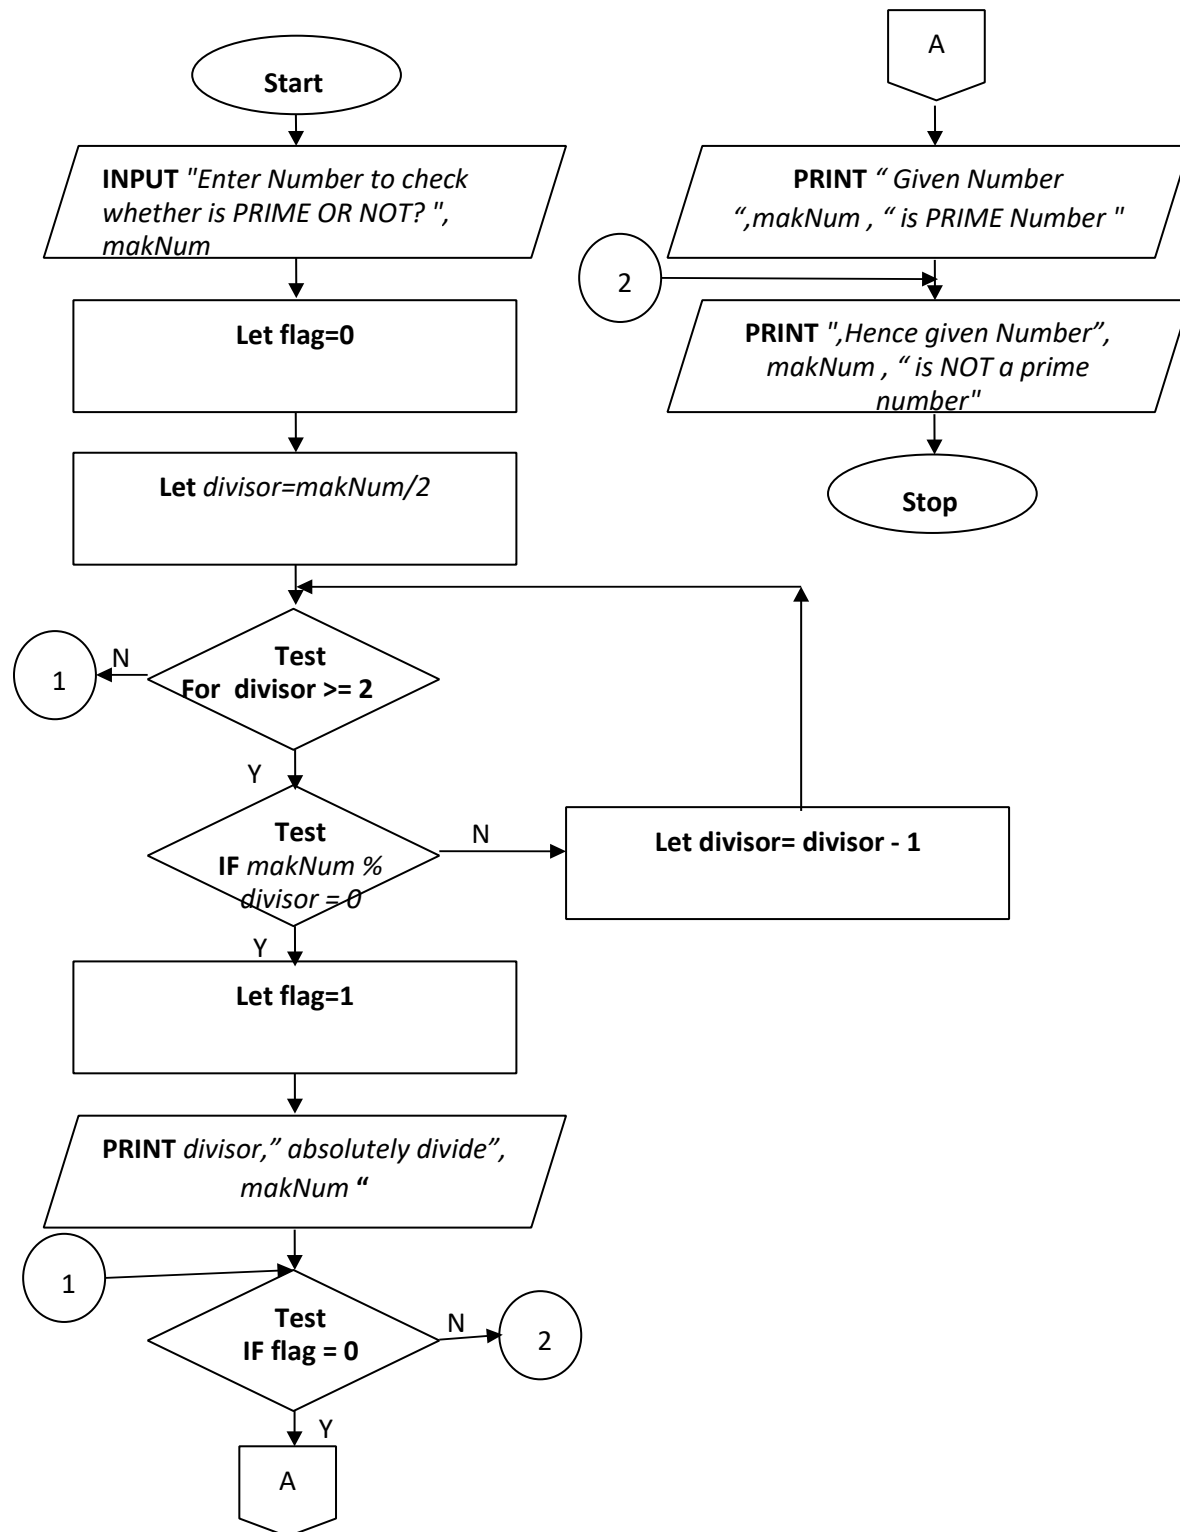 Start
INPUT "Enter Number to check
whether is PRIME OR NOT? ",
makNum
Let flag=0
Let divisor=makNum/2
1
N
Test
For divisor >= 2
Y
Test
IF makNum %
divisor = 0
N
Let divisor= divisor - 1
Y
Let flag=1
PRINT divisor,” absolutely divide”,
makNum “
1
Test
IF flag = 0
N
2
Y
A
A
PRINT “ Given Number
“,makNum , “ is PRIME Number "
2
PRINT ",Hence given Number”,
makNum , “ is NOT a prime
number"
Stop